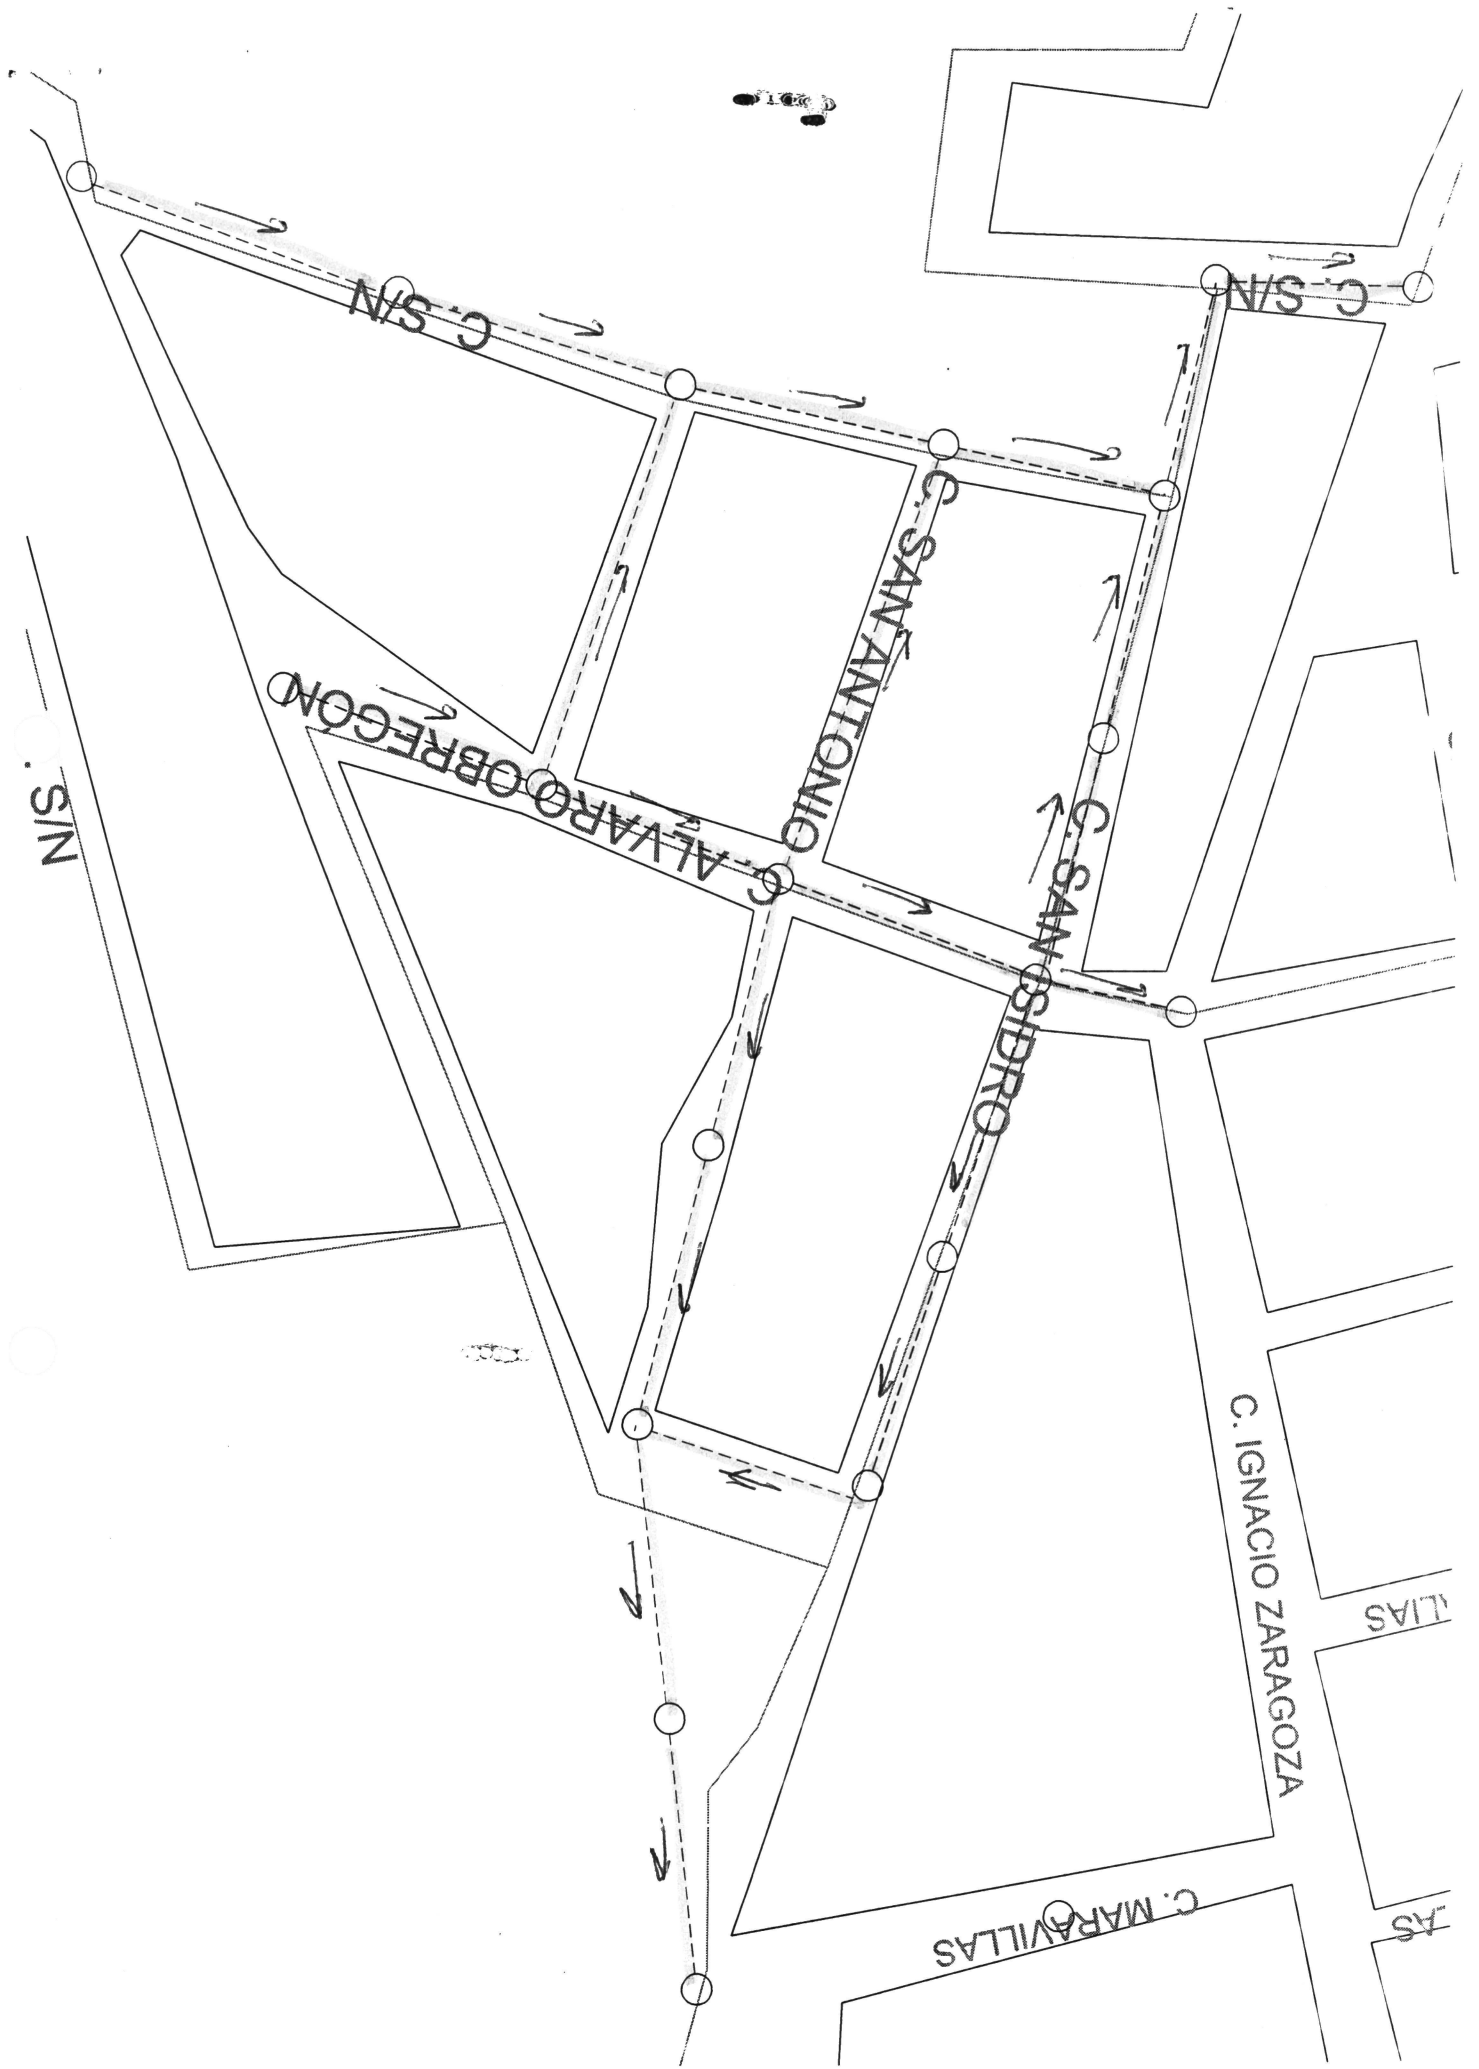 C. S/N
C. S/N
C. SAN ANTONIO
C. ALVARO OBREGÓN
S/N
C. SAN ISIDRO
C. IGNACIO ZARAGOZA
C. MARAVILLAS